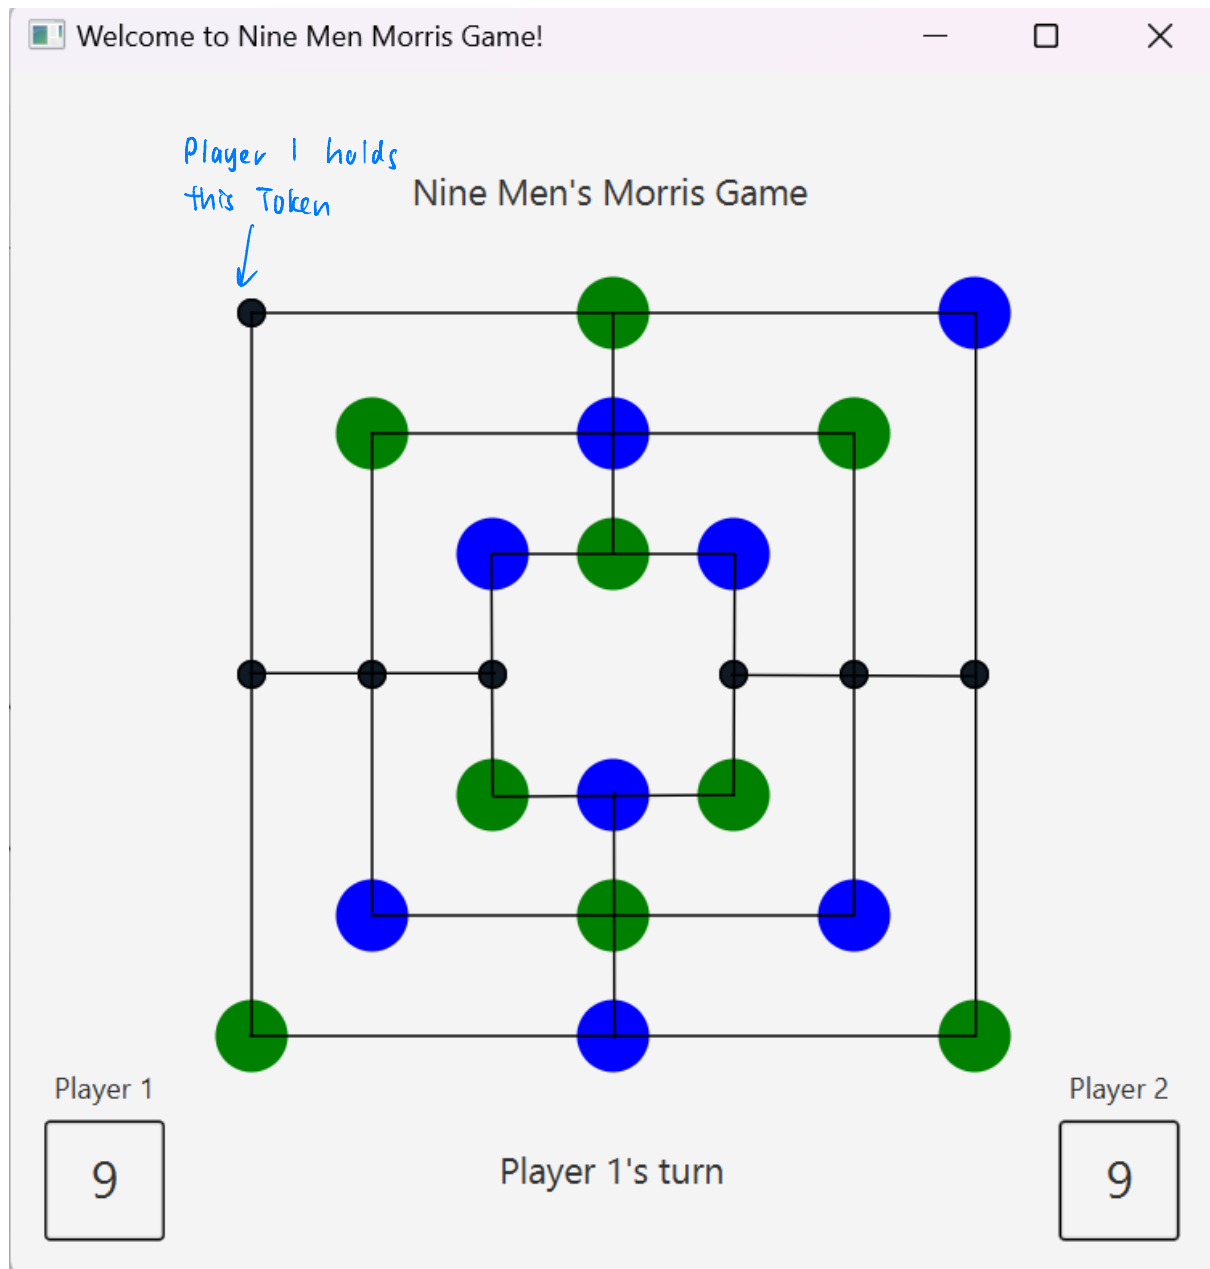 Welcome to Nine Men Morris Game!
Player 1 holds
this Token
Nine Men's Morris Game
Player 1
Player 2
9
Player 1's turn
9